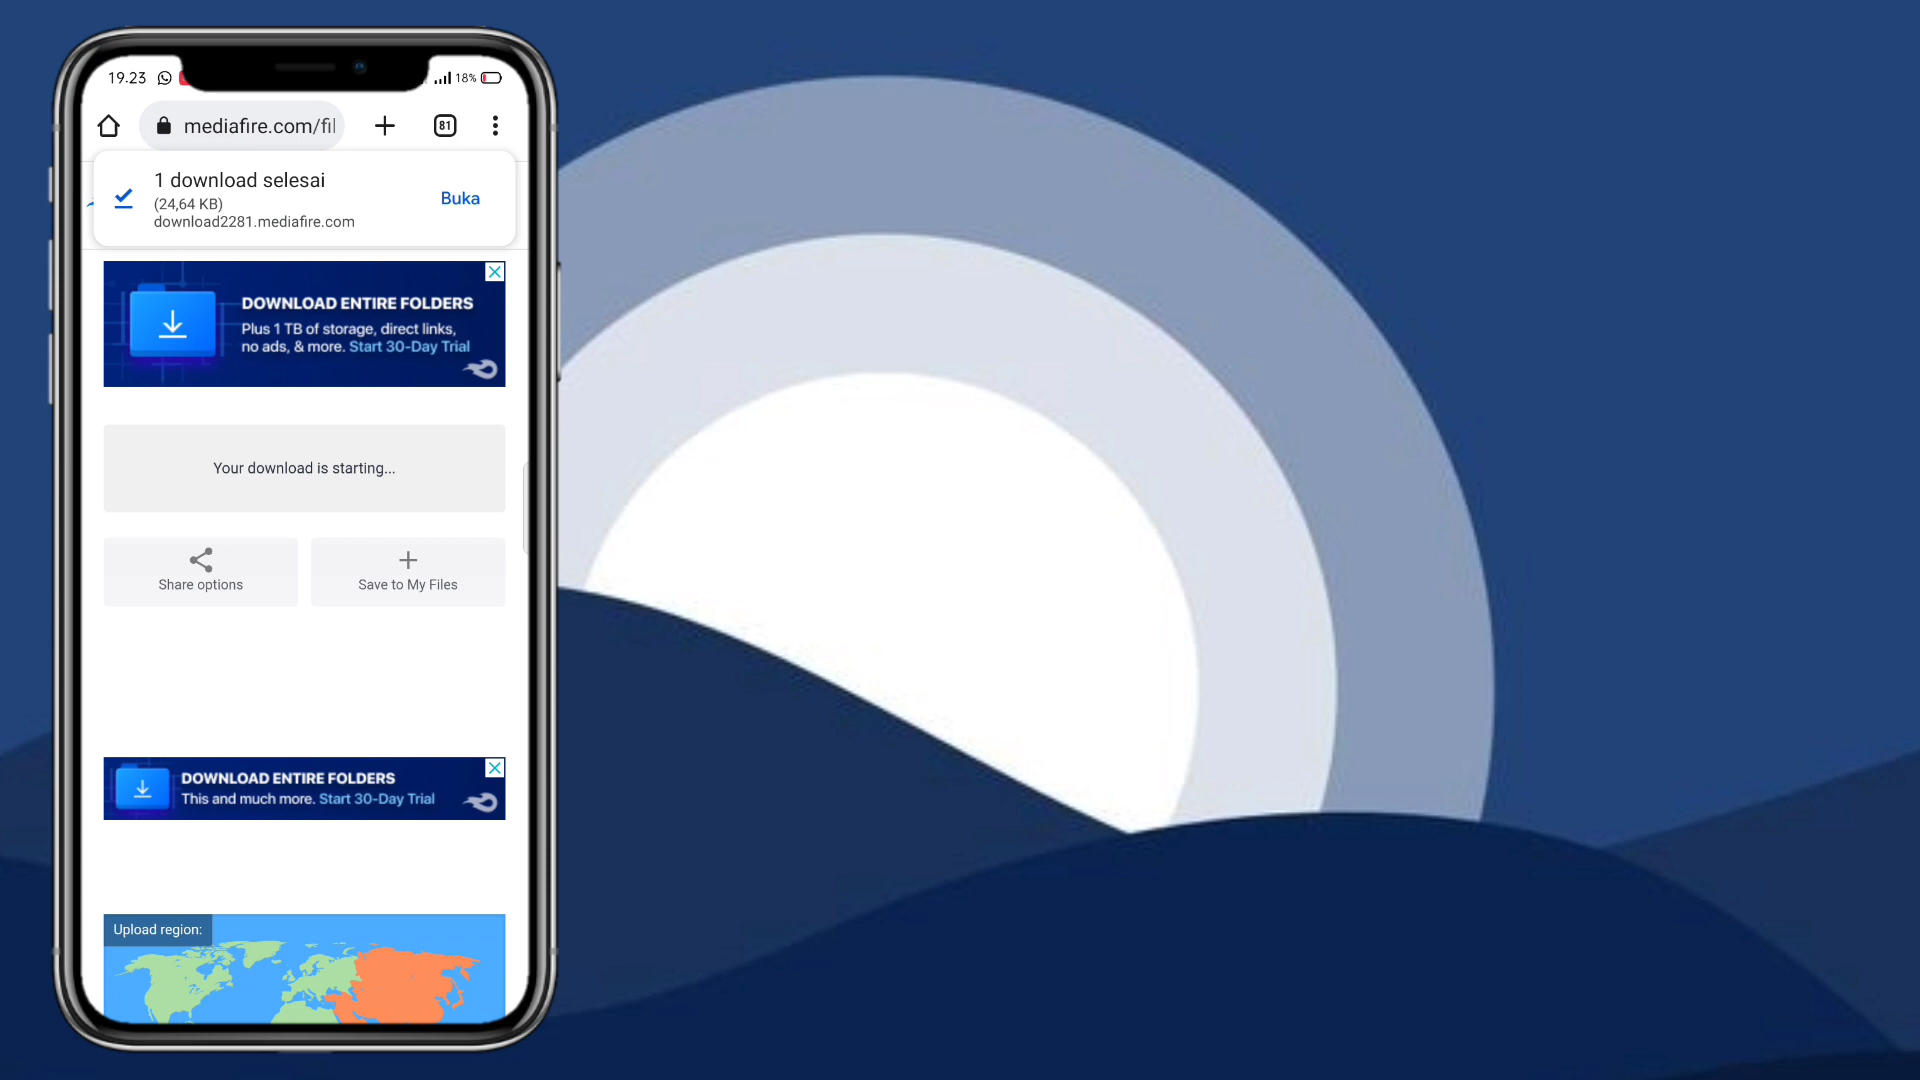 19.23
18%
mediafire.com/fil
81
1 download selesai
(24,64 KB)
download2281.mediafire.com
Buka
DOWNLOAD ENTIRE FOLDERS
Plus 1 TB of storage, direct links,
no ads, & more. Start 30-Day Trial
Your download is starting...
Share options
Save to My Files
DOWNLOAD ENTIRE FOLDERS
This and much more. Start 30-Day Trial
Upload region: